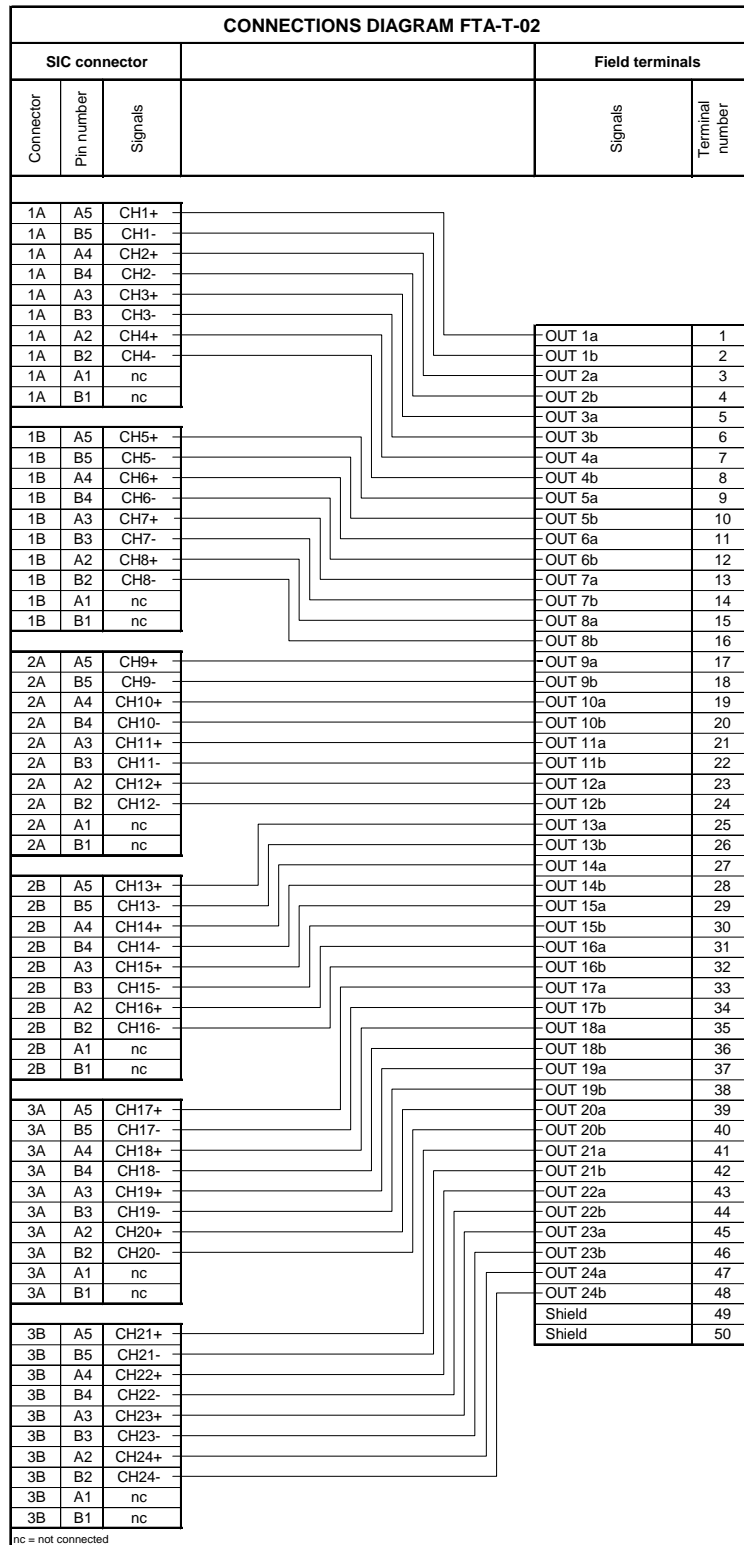 CONNECTIONS DIAGRAM FTA-T-02
SIC connector Field terminals
Connector Pin number Signals Signals Terminal number
1A A5 CH1+
1A B5 CH1-
1A A4 CH2+
1A B4 CH2-
1A A3 CH3+
1A B3 CH3-
1A A2 CH4+ OUT 1a 1
1A B2 CH4- OUT 1b 2
1A A1 nc OUT 2a 3
1A B1 nc OUT 2b 4
OUT 3a 5
1B A5 CH5+ OUT 3b 6
1B B5 CH5- OUT 4a 7
1B A4 CH6+ OUT 4b 8
1B B4 CH6- OUT 5a 9
1B A3 CH7+ OUT 5b 10
1B B3 CH7- OUT 6a 11
1B A2 CH8+ OUT 6b 12
1B B2 CH8- OUT 7a 13
1B A1 nc OUT 7b 14
1B B1 nc OUT 8a 15
OUT 8b 16
2A A5 CH9+ OUT 9a 17
2A B5 CH9- OUT 9b 18
2A A4 CH10+ OUT 10a 19
2A B4 CH10- OUT 10b 20
2A A3 CH11+ OUT 11a 21
2A B3 CH11- OUT 11b 22
2A A2 CH12+ OUT 12a 23
2A B2 CH12- OUT 12b 24
2A A1 nc OUT 13a 25
2A B1 nc OUT 13b 26
OUT 14a 27
2B A5 CH13+ OUT 14b 28
2B B5 CH13- OUT 15a 29
2B A4 CH14+ OUT 15b 30
2B B4 CH14- OUT 16a 31
2B A3 CH15+ OUT 16b 32
2B B3 CH15- OUT 17a 33
2B A2 CH16+ OUT 17b 34
2B B2 CH16- OUT 18a 35
2B A1 nc OUT 18b 36
2B B1 nc OUT 19a 37
OUT 19b 38
3A A5 CH17+ OUT 20a 39
3A B5 CH17- OUT 20b 40
3A A4 CH18+ OUT 21a 41
3A B4 CH18- OUT 21b 42
3A A3 CH19+ OUT 22a 43
3A B3 CH19- OUT 22b 44
3A A2 CH20+ OUT 23a 45
3A B2 CH20- OUT 23b 46
3A A1 nc OUT 24a 47
3A B1 nc OUT 24b 48
Shield 49
3B A5 CH21+ Shield 50
3B B5 CH21-
3B A4 CH22+
3B B4 CH22-
3B A3 CH23+
3B B3 CH23-
3B A2 CH24+
3B B2 CH24-
3B A1 nc
3B B1 nc
nc = not connected